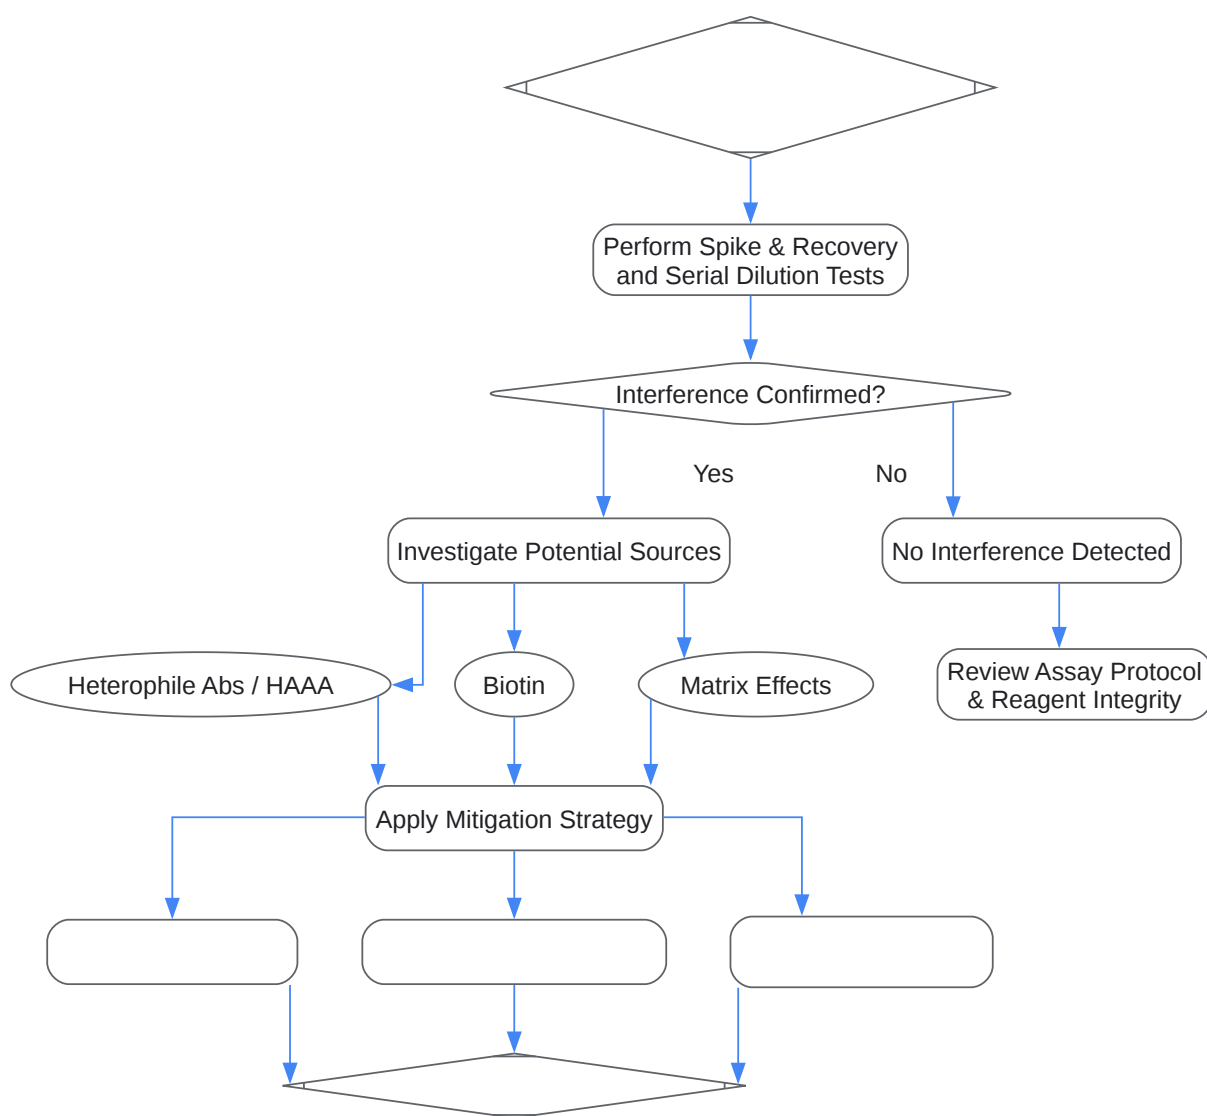 Perform Spike & Recovery
and Serial Dilution Tests
Interference Confirmed?
Yes
No
Investigate Potential Sources
No Interference Detected
Heterophile Abs / HAAA
Biotin
Matrix Effects
Review Assay Protocol
& Reagent Integrity
Apply Mitigation Strategy